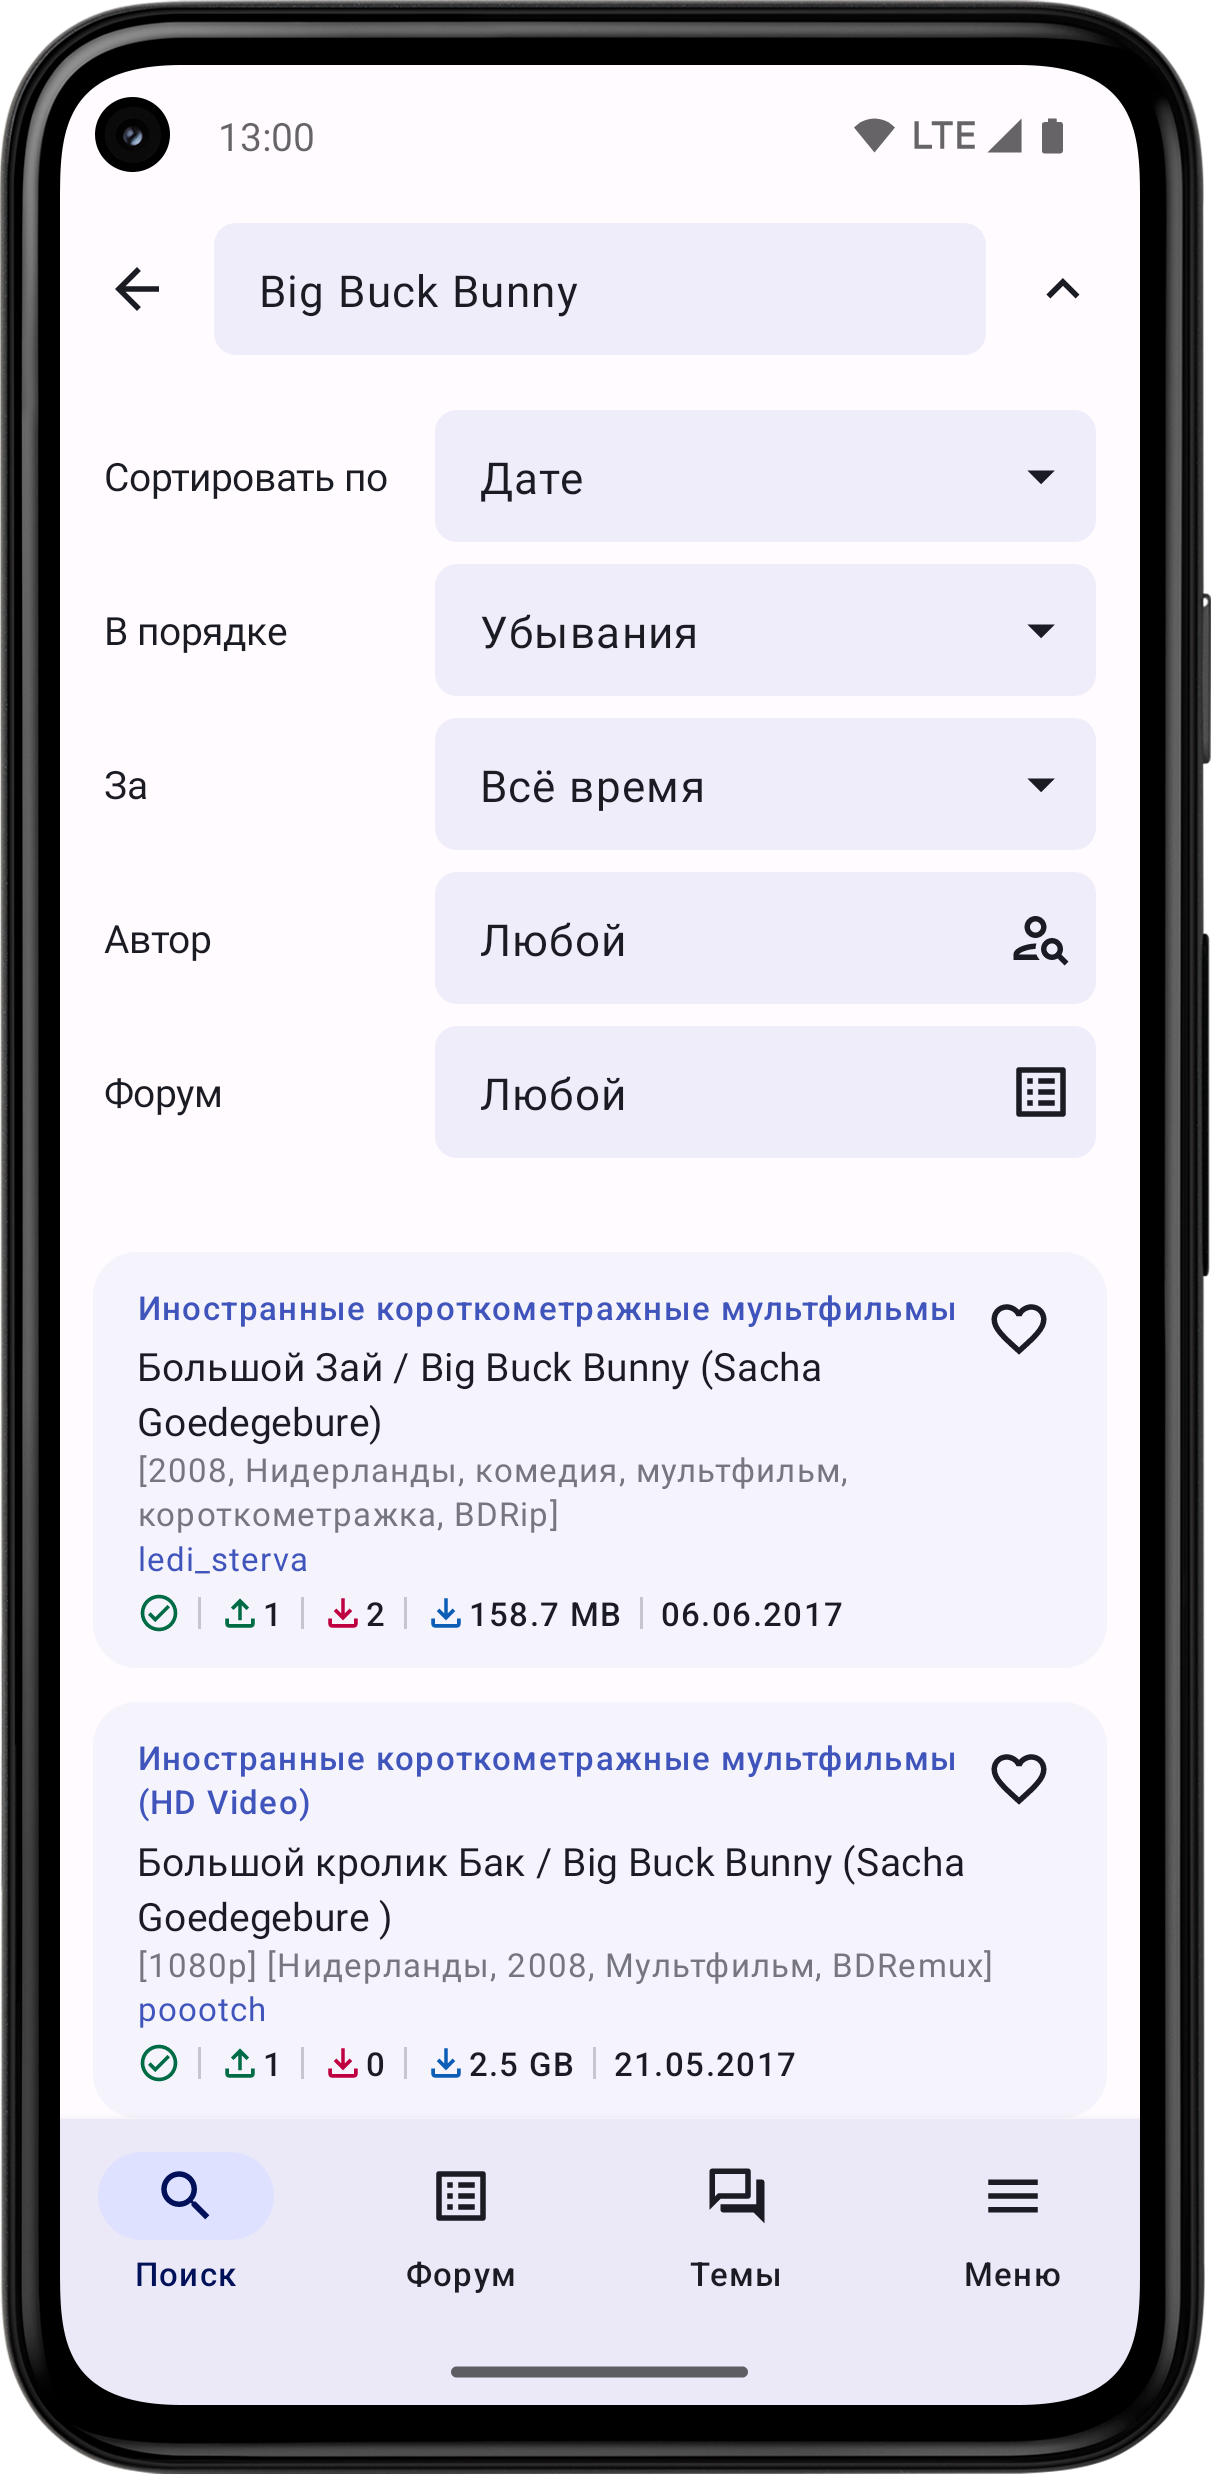 13:00 LTE
Big Buck Bunny
Сортировать по Дате
В порядке Убывания
За Всё время
Автор Любой
Форум Любой
Иностранные короткометражные мультфильмы
Большой Зай / Big Buck Bunny (Sacha
Goedegebure)
[2008, Нидерланды, комедия, мультфильм,
короткометражка, BDRip]
ledi_sterva
1 2 158.7 MB 06.06.2017
Иностранные короткометражные мультфильмы
(HD Video)
Большой кролик Бак / Big Buck Bunny (Sacha
Goedegebure )
[1080p] [Нидерланды, 2008, Мультфильм, BDRemux]
poootch
1 0 2.5 GB 21.05.2017
Поиск Форум Темы Меню